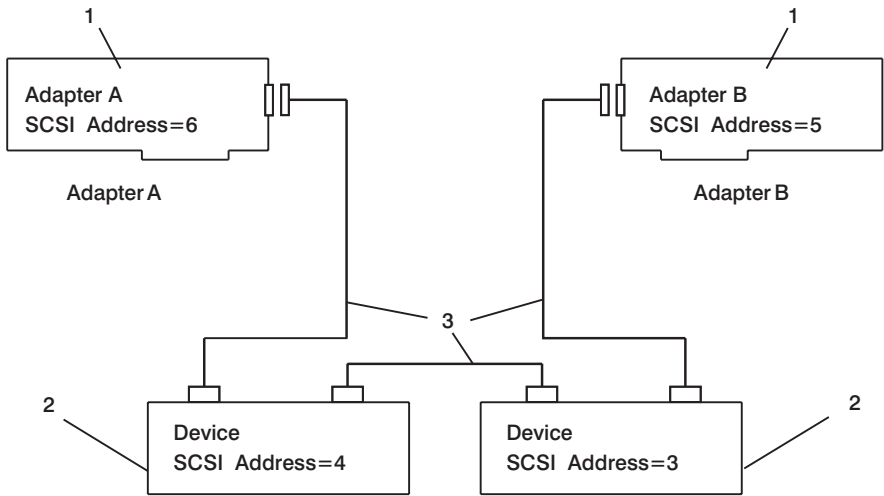 1
1
Adapter A
SCSI Address=6
Adapter B
SCSI Address=5
Adapter A
Adapter B
3
2
2
Device
SCSI Address=4
Device
SCSI Address=3